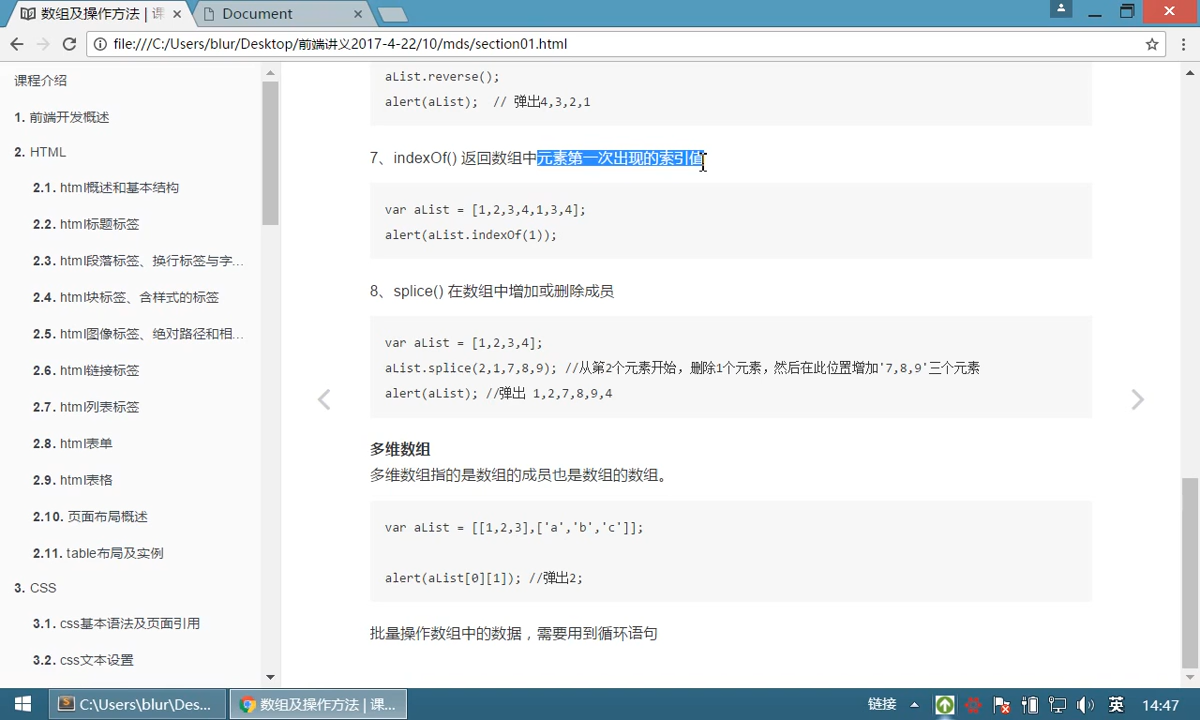 数组及操作方法 | 课
Document
file:///C:/Users/blur/Desktop/前端讲义2017-4-22/10/mds/section01.html
课程介绍
1. 前端开发概述
2. HTML
2.1. html概述和基本结构
2.2. html标题标签
2.3. html段落标签、换行标签与字...
2.4. html块标签、含样式的标签
2.5. html图像标签、绝对路径和相...
2.6. html链接标签
2.7. html列表标签
2.8. html表单
2.9. html表格
2.10. 页面布局概述
2.11. table布局及实例
3. CSS
3.1. css基本语法及页面引用
3.2. css文本设置
aList.reverse();
alert(aList);  // 弹出4,3,2,1
7、indexOf() 返回数组中元素第一次出现的索引值
var aList = [1,2,3,4,1,3,4];
alert(aList.indexOf(1));
8、splice() 在数组中增加或删除成员
var aList = [1,2,3,4];
aList.splice(2,1,7,8,9); //从第2个元素开始，删除1个元素，然后在此位置增加'7,8,9'三个元素
alert(aList); //弹出 1,2,7,8,9,4
多维数组
多维数组指的是数组的成员也是数组的数组。
var aList = [[1,2,3],['a','b','c']];
alert(aList[0][1]); //弹出2;
批量操作数组中的数据，需要用到循环语句
C:\Users\blur\Des...
数组及操作方法 | 课...
链接
英
14:47